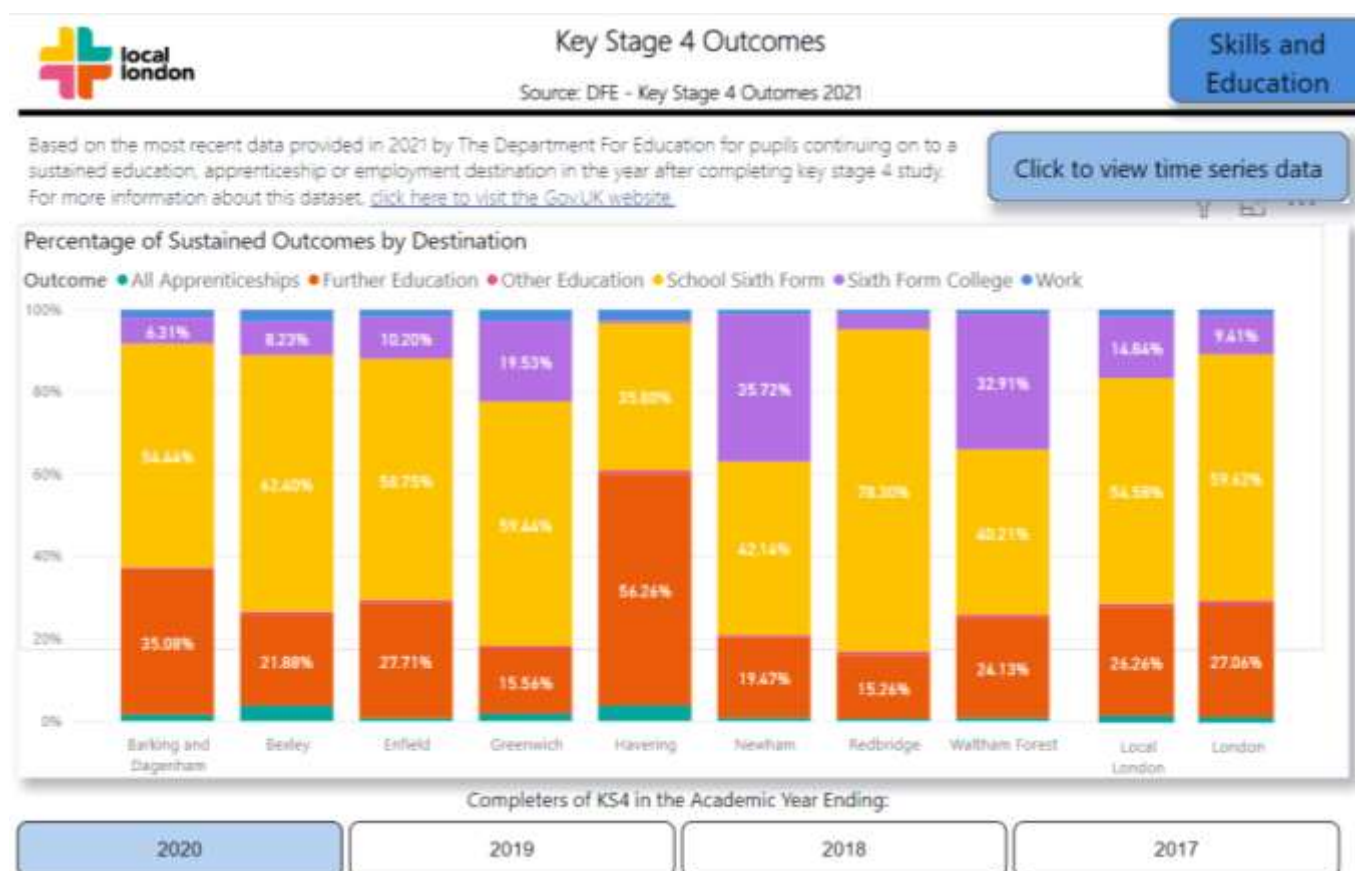 local
london
Key Stage 4 Outcomes
Source: DFE - Key Stage 4 Outomes 2021
Skills and
Education
Based on the most recent data provided in 2021 by The Department For Education for pupils continuing on to a
sustained education, apprenticeship or employment destination in the year after completing key stage 4 study.
For more information about this dataset, click here to visit the Gov.UK website.
Click to view time series data
Percentage of Sustained Outcomes by Destination
Outcome All Apprenticeships Further Education Other Education School Sixth Form Sixth Form College Work
100%
80%
60%
40%
20%
0%
6.31%
54.44%
35.08%
8.23%
62.40%
21.88%
10.20%
58.75%
27.71%
19.53%
59.44%
15.56%
35.80%
56.26%
35.72%
42.14%
19.47%
78.30%
15.26%
32.91%
40.21%
24.13%
14.84%
54.58%
26.26%
9.41%
59.62%
27.06%
Barking and
Dagenham
Bexley
Enfield
Greenwich
Havering
Newham
Redbridge
Waltham Forest
Local
London
London
Completers of KS4 in the Academic Year Ending:
2020
2019
2018
2017